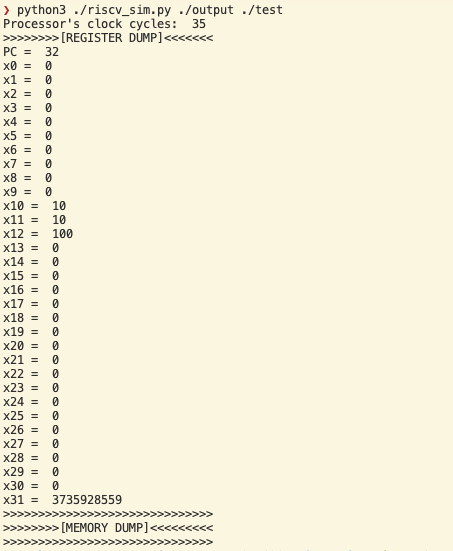 ❯ python3 ./riscv_sim.py ./output ./test
Processor's clock cycles:  35
>>>>>>>>[REGISTER DUMP]<<<<<<<
PC =  32
x0 =  0
x1 =  0
x2 =  0
x3 =  0
x4 =  0
x5 =  0
x6 =  0
x7 =  0
x8 =  0
x9 =  0
x10 =  10
x11 =  10
x12 =  100
x13 =  0
x14 =  0
x15 =  0
x16 =  0
x17 =  0
x18 =  0
x19 =  0
x20 =  0
x21 =  0
x22 =  0
x23 =  0
x24 =  0
x25 =  0
x26 =  0
x27 =  0
x28 =  0
x29 =  0
x30 =  0
x31 =  3735928559
>>>>>>>>>>>>>>>>>>>>>>>>>>>>>>
>>>>>>>>[MEMORY DUMP]<<<<<<<<<
>>>>>>>>>>>>>>>>>>>>>>>>>>>>>>